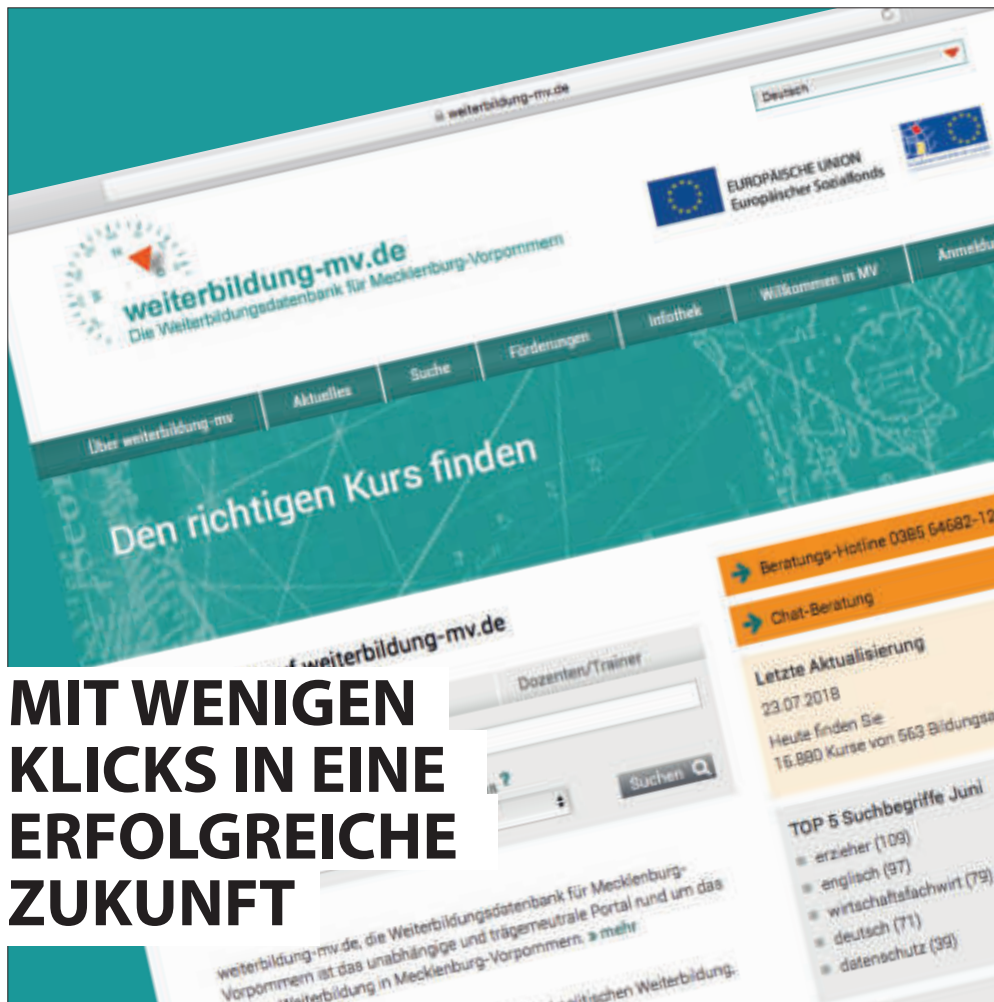 weiterbildung-mv.de
Deutsch
EUROPÄISCHE UNION
Europäischer Sozialfonds
weiterbildung-mv.de
Die Weiterbildungsdatenbank für Mecklenburg-Vorpommern
Über weiterbildung-mv
Aktuelles
Suche
Förderungen
Infothek
Willkommen in MV
Anmeldu
Den richtigen Kurs finden
Beratungs-Hotline 0385 64682-12
Chat-Beratung
weiterbildung-mv.de
Dozenten/Trainer
?
Suchen
Letzte Aktualisierung
23.07.2018
Heute finden Sie
16.880 Kurse von 563 Bildungsa
TOP 5 Suchbegriffe Juni
erzieher (109)
englisch (97)
wirtschaftsfachwirt (79)
deutsch (71)
datenschutz (39)
MIT WENIGEN
KLICKS IN EINE
ERFOLGREICHE
ZUKUNFT
weiterbildung-mv.de, die Weiterbildungsdatenbank für Mecklenburg-
Vorpommern ist das unabhängige und trägerneutrale Portal rund um das
Weiterbildung in Mecklenburg-Vorpommern. » mehr
politischen Weiterbildung,